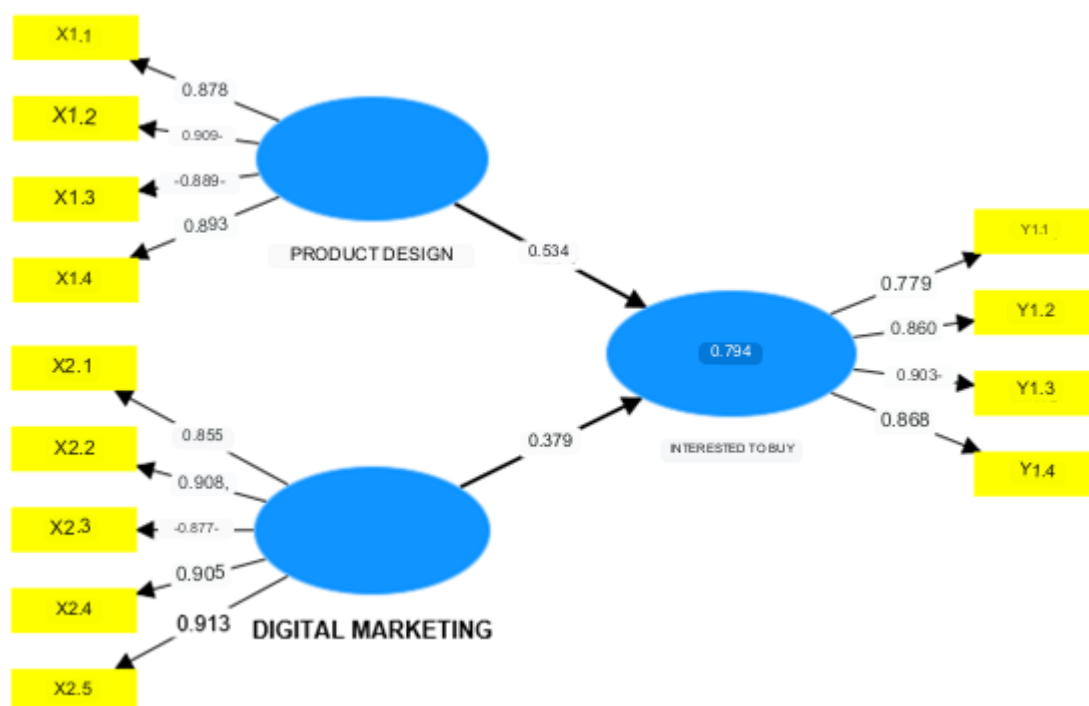 X1.1
0.878
X1.2
0.909-
X1.3
-0.889-
0.893
X1.4
PRODUCT DESIGN
0.534
Y1.1
0.779
Y1.2
0.860
0.794
0.903-
Y1.3
0.868
INTERESTED TO BUY
Y1.4
0.379
X2.1
0.855
X2.2
0.908,
X2.3
-0.877-
0.905
X2.4
0.913
DIGITAL MARKETING
X2.5